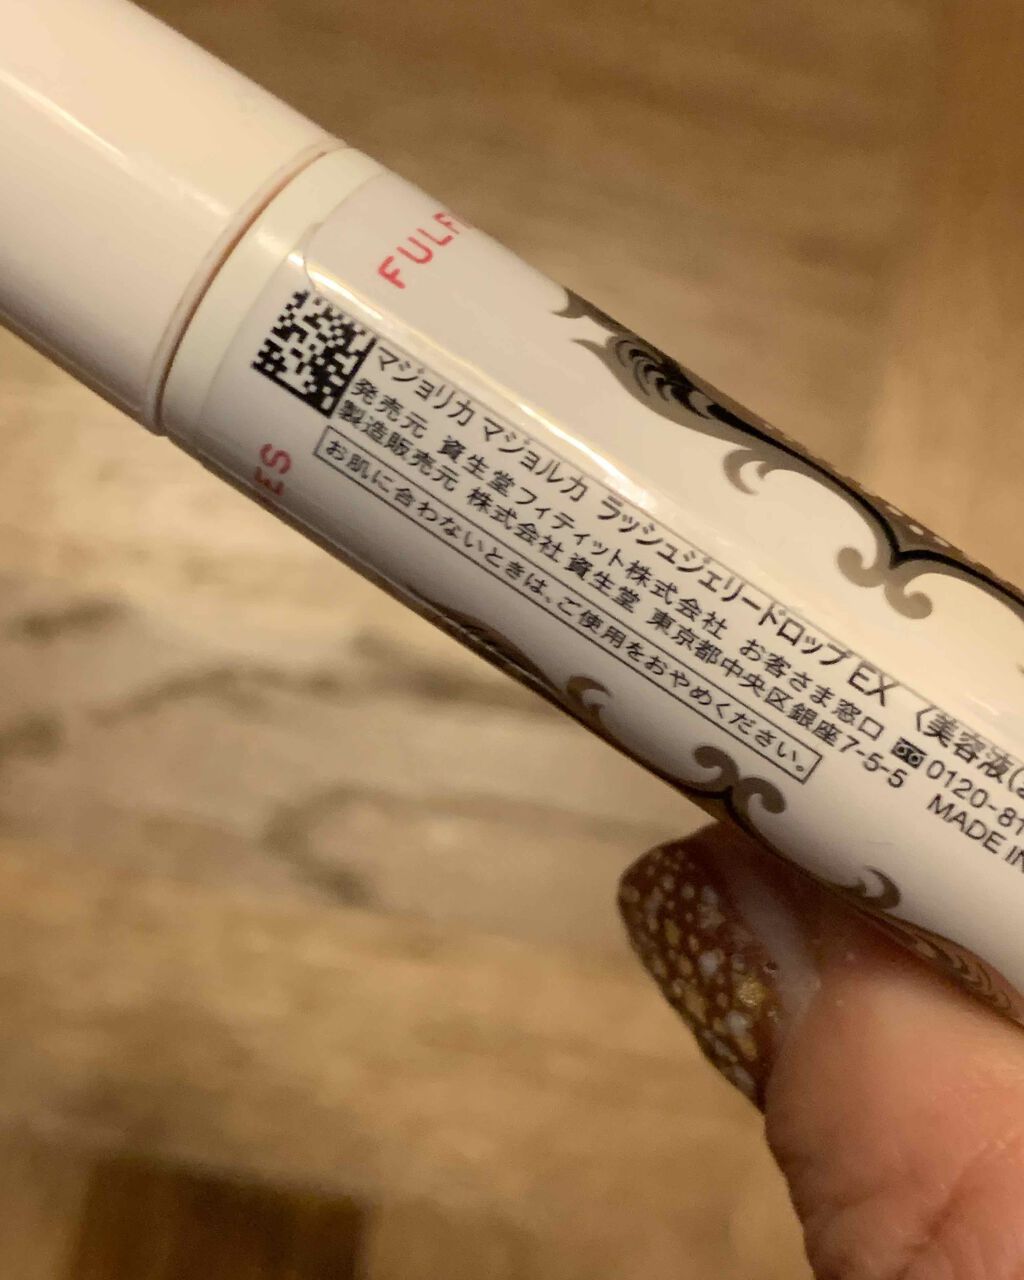 マジョリカ マジョルカ ラッシュジェリードロップ EX 〈美容液(
発売元 資生堂フィティット株式会社 お客さま窓口 0120-81
製造販売元 株式会社 資生堂 東京都中央区銀座7-5-5 MADE IN
お肌に合わないときは、ご使用をおやめください。